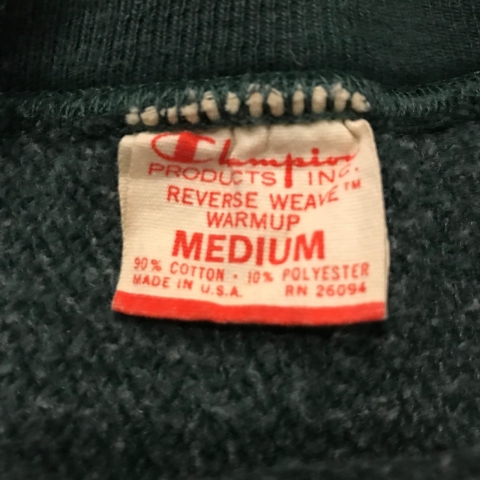 Champion
PRODUCTS INC.
REVERSE WEAVE™
WARMUP
MEDIUM
90% COTTON · 10% POLYESTER
MADE IN U.S.A. RN 26094